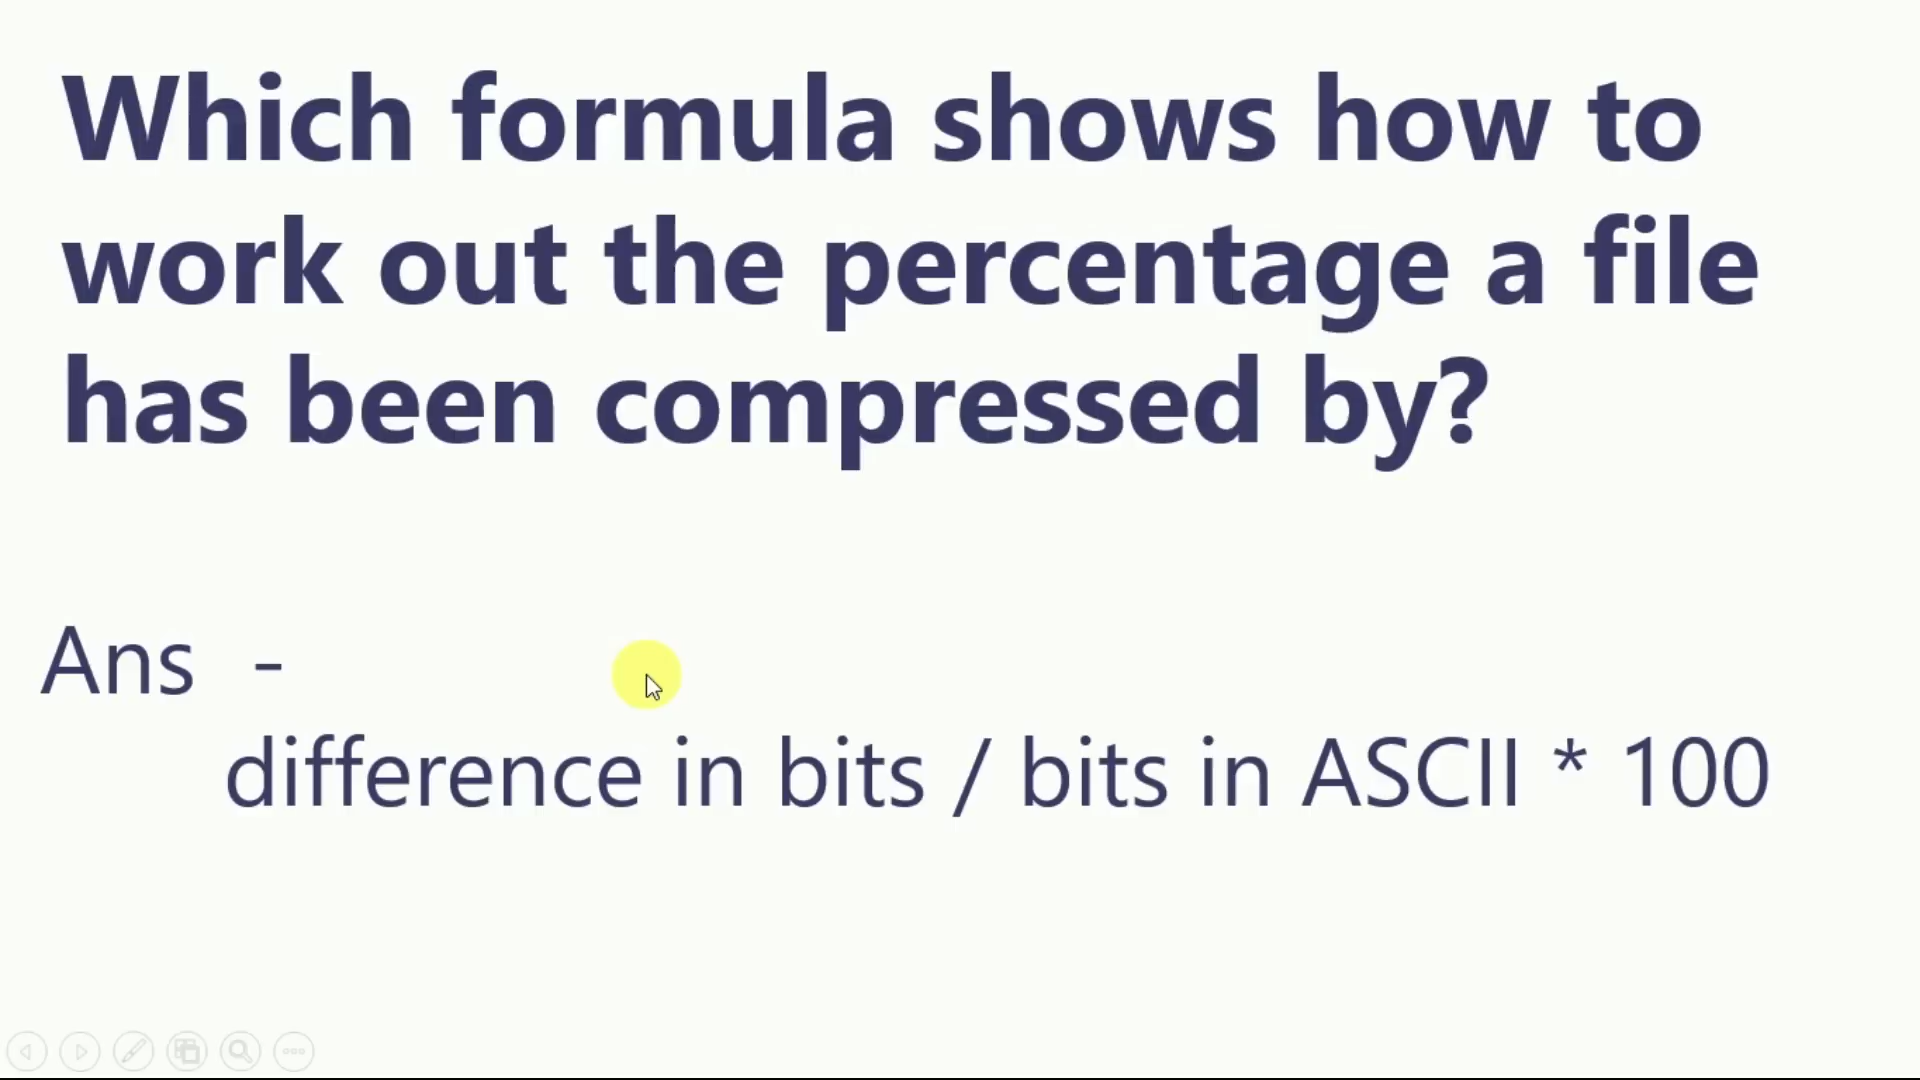 Which formula shows how to
work out the percentage a file
has been compressed by?
Ans -
difference in bits / bits in ASCII * 100